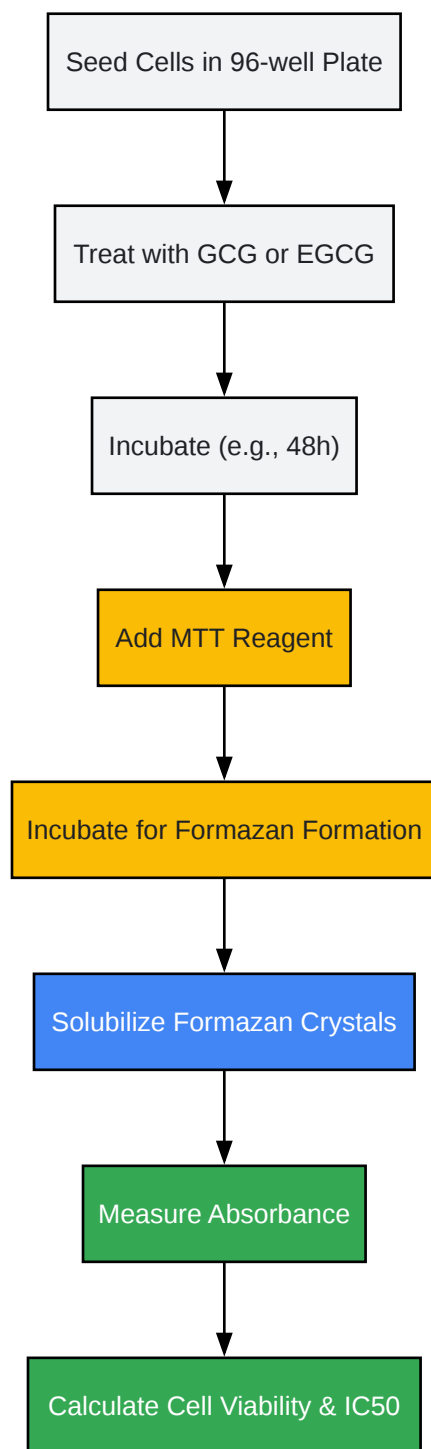 Seed Cells in 96-well Plate
Treat with GCG or EGCG
Incubate (e.g., 48h)
Add MTT Reagent
Incubate for Formazan Formation
Solubilize Formazan Crystals
Measure Absorbance
Calculate Cell Viability & IC50